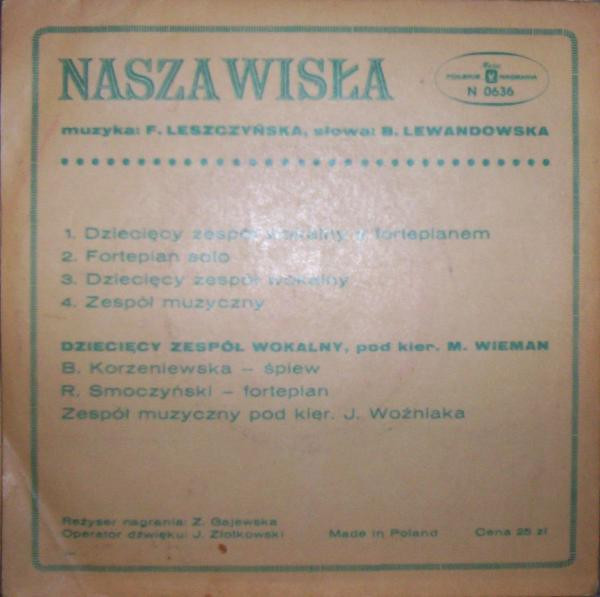 NASZA WISŁA
Muza
POLSKIE NAGRANIA
N 0636
muzyka: F. LESZCZYŃSKA, słowa: B. LEWANDOWSKA
1. Dziecięcy zespół wokalny z fortepianem
2. Fortepian solo
3. Dziecięcy zespół wokalny
4. Zespół muzyczny
DZIECIĘCY ZESPÓŁ WOKALNY, pod kier. M. WIEMAN
B. Korzeniewska – śpiew
R. Smoczyński – fortepian
Zespół muzyczny pod kier. J. Woźniaka
Reżyser nagrania: Z. Gajewska
Operator dźwięku: J. Złotkowski Made in Poland Cena 25 zł